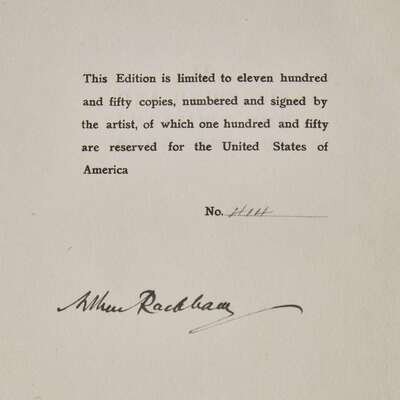 This Edition is limited to eleven hundred
and fifty copies, numbered and signed by
the artist, of which one hundred and fifty
are reserved for the United States of
America
No. 414
Arthur Rackham